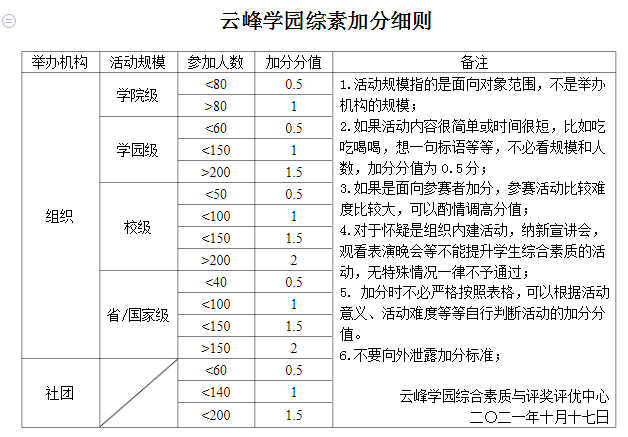 云峰学园综素加分细则
举办机构 活动规模 参加人数 加分分值 备注
组织
学院级
<80 0.5
>80 1
学园级
<60 0.5
<150 1
>200 1.5
校级
<50 0.5
<100 1
<150 1.5
>200 2
省/国家级
<40 0.5
<100 1
<150 1.5
>150 2
社团
<60 0.5
<140 1
<200 1.5
1.活动规模指的是面向对象范围，不是举办
机构的规模；
2.如果活动内容很简单或时间很短，比如吃
吃喝喝，想一句标语等等，不必看规模和人
数，加分分值为 0.5 分；
3.如果是面向参赛者加分，参赛活动比较难
度比较大，可以酌情调高分值；
4.对于怀疑是组织内建活动，纳新宣讲会，
观看表演晚会等不能提升学生综合素质的活
动，无特殊情况一律不予通过；
5. 加分时不必严格按照表格，可以根据活动
意义、活动难度等等自行判断活动的加分分
值。
6.不要向外泄露加分标准；
云峰学园综合素质与评奖评优中心
二〇二一年十月十七日